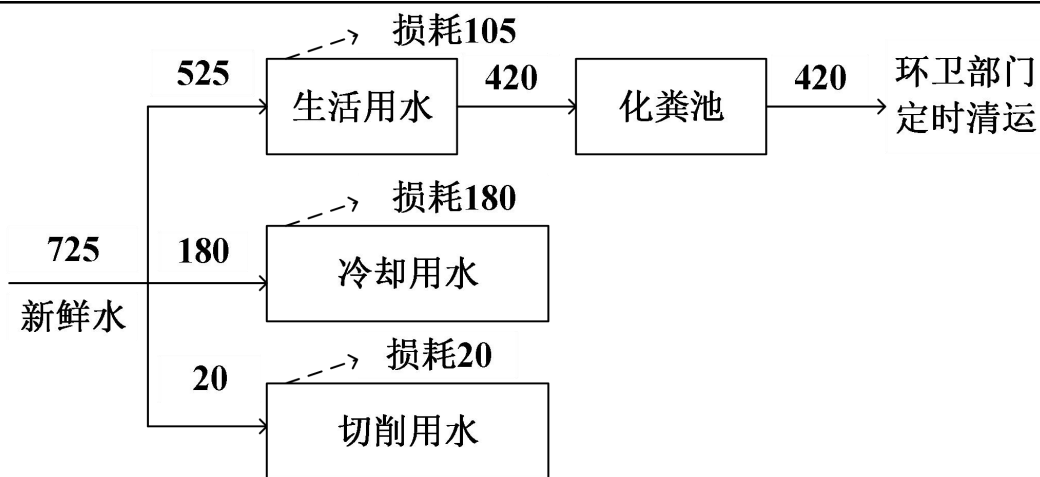 损耗105
525
生活用水
420
化粪池
420
环卫部门
定时清运
损耗180
725
180
冷却用水
新鲜水
损耗20
20
切削用水